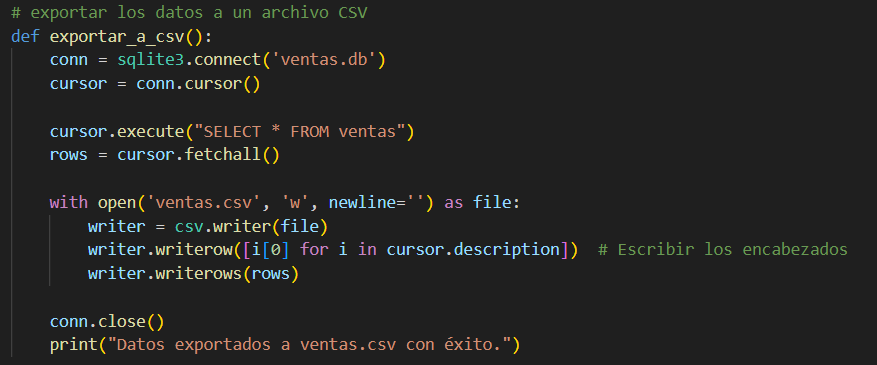 # exportar los datos a un archivo CSV
def exportar_a_csv():
    conn = sqlite3.connect('ventas.db')
    cursor = conn.cursor()

    cursor.execute("SELECT * FROM ventas")
    rows = cursor.fetchall()

    with open('ventas.csv', 'w', newline='') as file:
        writer = csv.writer(file)
        writer.writerow([i[0] for i in cursor.description])  # Escribir los encabezados
        writer.writerows(rows)

    conn.close()
    print("Datos exportados a ventas.csv con éxito.")